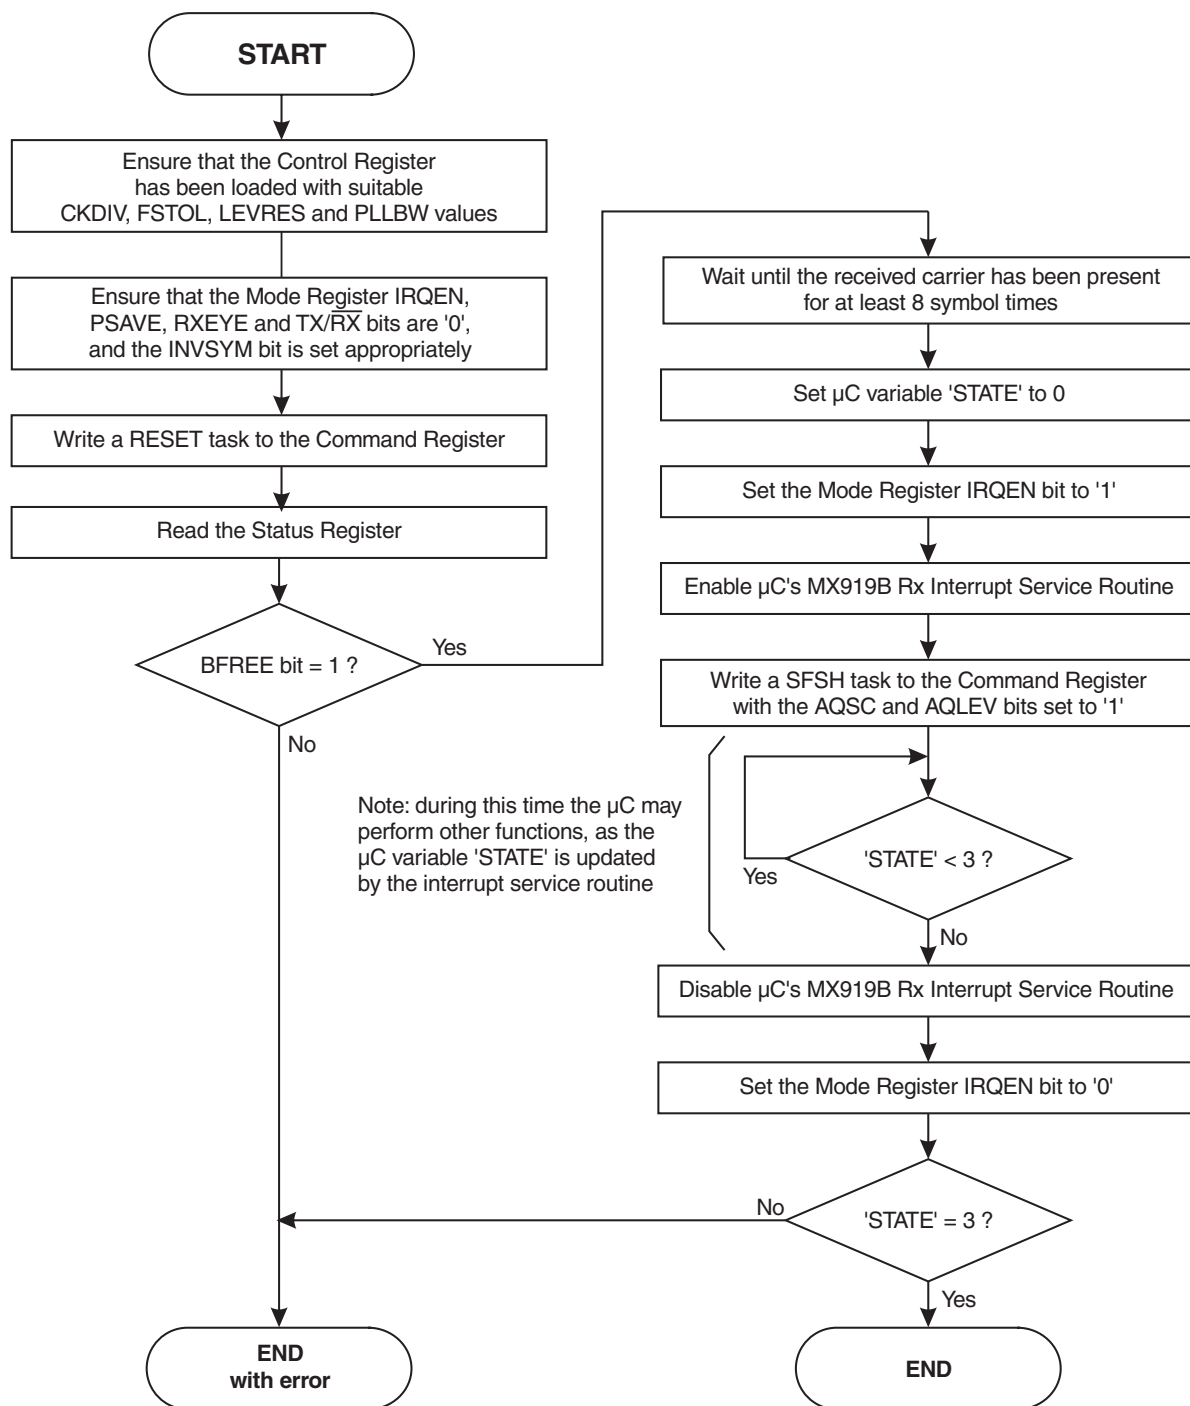 START
Ensure that the Control Register
has been loaded with suitable
CKDIV, FSTOL, LEVRES and PLLBW values
Ensure that the Mode Register IRQEN,
PSAVE, RXEYE and TX/R̅X̅ bits are '0',
and the INVSYM bit is set appropriately
Write a RESET task to the Command Register
Read the Status Register
BFREE bit = 1 ?
Yes
No
Wait until the received carrier has been present
for at least 8 symbol times
Set µC variable 'STATE' to 0
Set the Mode Register IRQEN bit to '1'
Enable µC's MX919B Rx Interrupt Service Routine
Write a SFSH task to the Command Register
with the AQSC and AQLEV bits set to '1'
Note: during this time the µC may
perform other functions, as the
µC variable 'STATE' is updated
by the interrupt service routine
'STATE' < 3 ?
Yes
No
Disable µC's MX919B Rx Interrupt Service Routine
Set the Mode Register IRQEN bit to '0'
'STATE' = 3 ?
No
Yes
END
with error
END